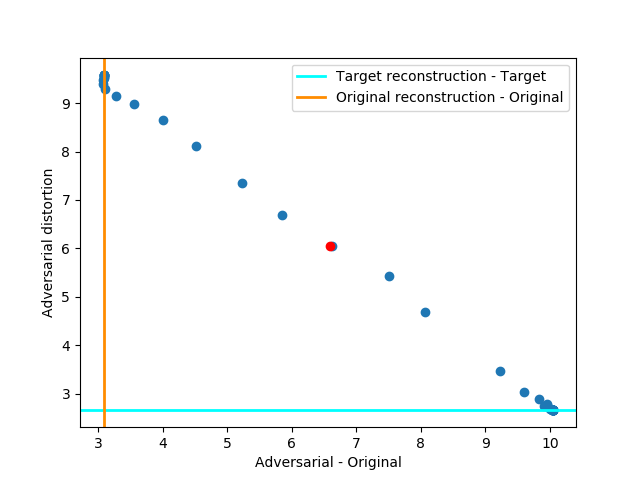 Target reconstruction - Target
Original reconstruction - Original
9
8
7
6
5
4
3
Adversarial distortion
3 4 5 6 7 8 9 10
Adversarial - Original